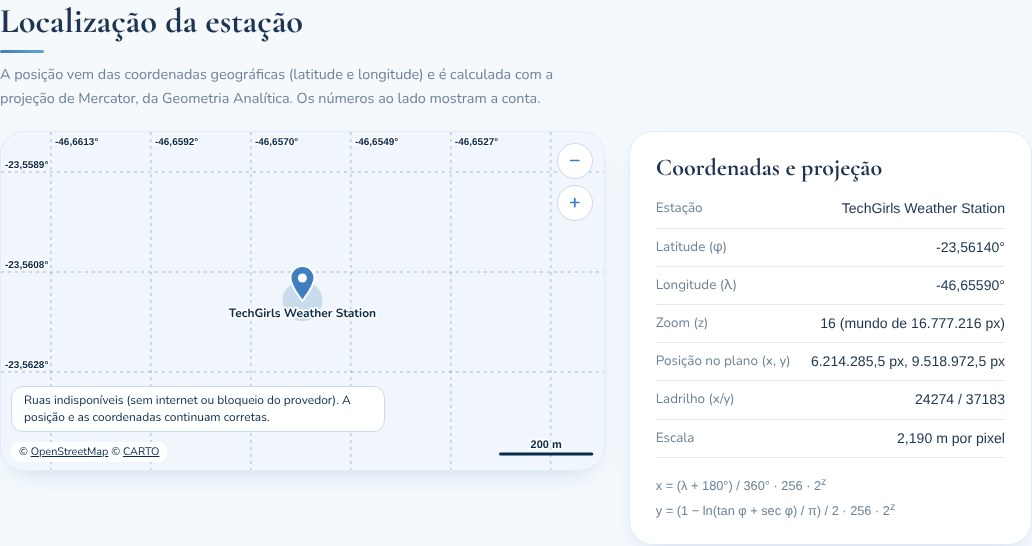 Localização da estação
A posição vem das coordenadas geográficas (latitude e longitude) e é calculada com a
projeção de Mercator, da Geometria Analítica. Os números ao lado mostram a conta.
-46,6613°
-46,6592°
-46,6570°
-46,6549°
-46,6527°
-23,5589°
-23,5608°
-23,5628°
−
+
TechGirls Weather Station
Ruas indisponíveis (sem internet ou bloqueio do provedor). A
posição e as coordenadas continuam corretas.
© OpenStreetMap © CARTO
200 m
Coordenadas e projeção
Estação TechGirls Weather Station
Latitude (φ) -23,56140°
Longitude (λ) -46,65590°
Zoom (z) 16 (mundo de 16.777.216 px)
Posição no plano (x, y) 6.214.285,5 px, 9.518.972,5 px
Ladrilho (x/y) 24274 / 37183
Escala 2,190 m por pixel
x = (λ + 180°) / 360° · 256 · 2ᶻ
y = (1 − ln(tan φ + sec φ) / π) / 2 · 256 · 2ᶻ